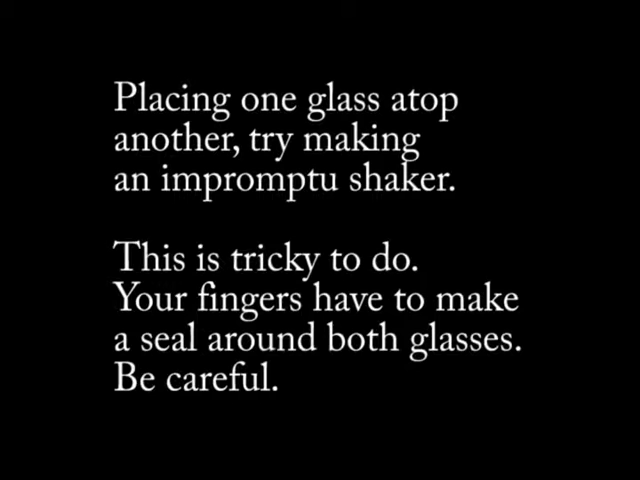 Placing one glass atop
another, try making
an impromptu shaker.
This is tricky to do.
Your fingers have to make
a seal around both glasses.
Be careful.